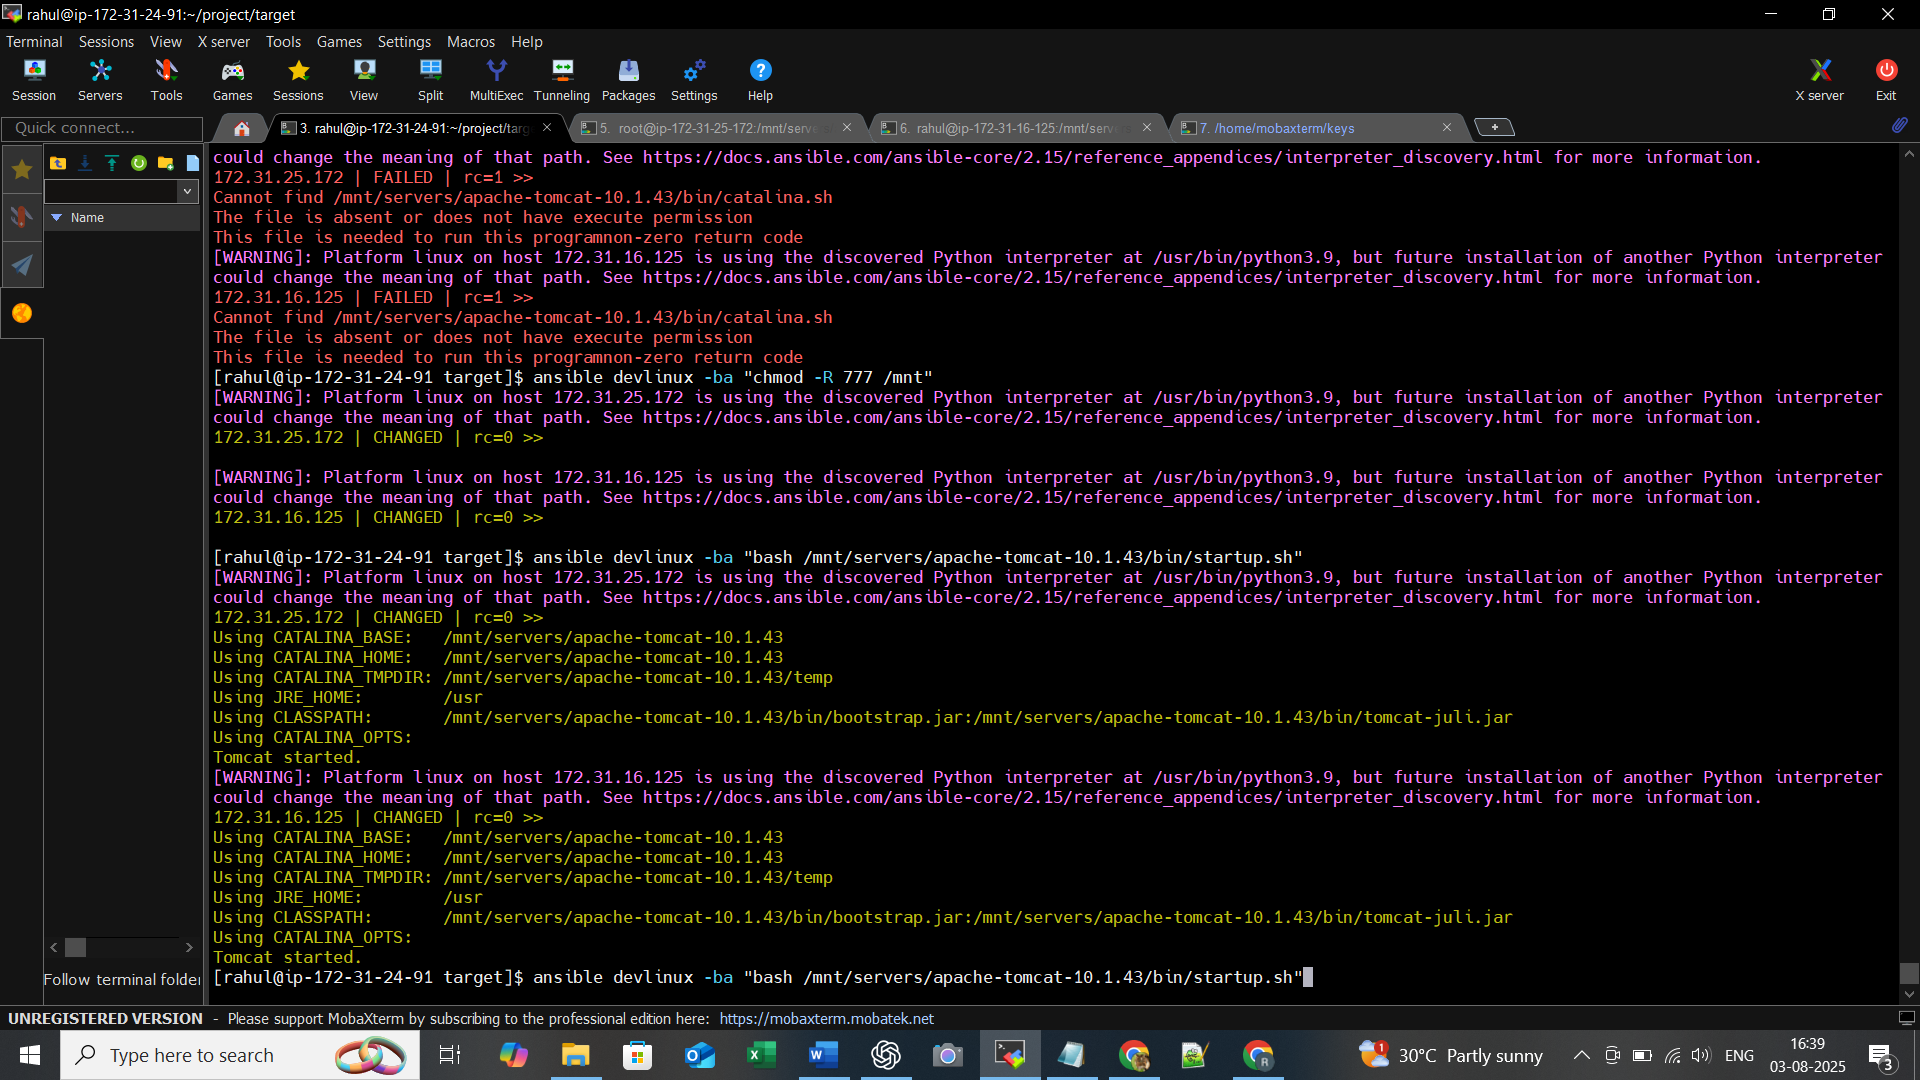 rahul@ip-172-31-24-91:~/project/target
Terminal Sessions View X server Tools Games Settings Macros Help
Session Servers Tools Games Sessions View Split MultiExec Tunneling Packages Settings Help X server Exit
Quick connect...
3. rahul@ip-172-31-24-91:~/project/targ
5. root@ip-172-31-25-172:/mnt/serve
6. rahul@ip-172-31-16-125:/mnt/serv
7. /home/mobaxterm/keys
Name
could change the meaning of that path. See https://docs.ansible.com/ansible-core/2.15/reference_appendices/interpreter_discovery.html for more information.
172.31.25.172 | FAILED | rc=1 >>
Cannot find /mnt/servers/apache-tomcat-10.1.43/bin/catalina.sh
The file is absent or does not have execute permission
This file is needed to run this programnon-zero return code
[WARNING]: Platform linux on host 172.31.16.125 is using the discovered Python interpreter at /usr/bin/python3.9, but future installation of another Python interpreter
could change the meaning of that path. See https://docs.ansible.com/ansible-core/2.15/reference_appendices/interpreter_discovery.html for more information.
172.31.16.125 | FAILED | rc=1 >>
Cannot find /mnt/servers/apache-tomcat-10.1.43/bin/catalina.sh
The file is absent or does not have execute permission
This file is needed to run this programnon-zero return code
[rahul@ip-172-31-24-91 target]$ ansible devlinux -ba "chmod -R 777 /mnt"
[WARNING]: Platform linux on host 172.31.25.172 is using the discovered Python interpreter at /usr/bin/python3.9, but future installation of another Python interpreter
could change the meaning of that path. See https://docs.ansible.com/ansible-core/2.15/reference_appendices/interpreter_discovery.html for more information.
172.31.25.172 | CHANGED | rc=0 >>
[WARNING]: Platform linux on host 172.31.16.125 is using the discovered Python interpreter at /usr/bin/python3.9, but future installation of another Python interpreter
could change the meaning of that path. See https://docs.ansible.com/ansible-core/2.15/reference_appendices/interpreter_discovery.html for more information.
172.31.16.125 | CHANGED | rc=0 >>
[rahul@ip-172-31-24-91 target]$ ansible devlinux -ba "bash /mnt/servers/apache-tomcat-10.1.43/bin/startup.sh"
[WARNING]: Platform linux on host 172.31.25.172 is using the discovered Python interpreter at /usr/bin/python3.9, but future installation of another Python interpreter
could change the meaning of that path. See https://docs.ansible.com/ansible-core/2.15/reference_appendices/interpreter_discovery.html for more information.
172.31.25.172 | CHANGED | rc=0 >>
Using CATALINA_BASE:   /mnt/servers/apache-tomcat-10.1.43
Using CATALINA_HOME:   /mnt/servers/apache-tomcat-10.1.43
Using CATALINA_TMPDIR: /mnt/servers/apache-tomcat-10.1.43/temp
Using JRE_HOME:        /usr
Using CLASSPATH:       /mnt/servers/apache-tomcat-10.1.43/bin/bootstrap.jar:/mnt/servers/apache-tomcat-10.1.43/bin/tomcat-juli.jar
Using CATALINA_OPTS:
Tomcat started.
[WARNING]: Platform linux on host 172.31.16.125 is using the discovered Python interpreter at /usr/bin/python3.9, but future installation of another Python interpreter
could change the meaning of that path. See https://docs.ansible.com/ansible-core/2.15/reference_appendices/interpreter_discovery.html for more information.
172.31.16.125 | CHANGED | rc=0 >>
Using CATALINA_BASE:   /mnt/servers/apache-tomcat-10.1.43
Using CATALINA_HOME:   /mnt/servers/apache-tomcat-10.1.43
Using CATALINA_TMPDIR: /mnt/servers/apache-tomcat-10.1.43/temp
Using JRE_HOME:        /usr
Using CLASSPATH:       /mnt/servers/apache-tomcat-10.1.43/bin/bootstrap.jar:/mnt/servers/apache-tomcat-10.1.43/bin/tomcat-juli.jar
Using CATALINA_OPTS:
Tomcat started.
[rahul@ip-172-31-24-91 target]$ ansible devlinux -ba "bash /mnt/servers/apache-tomcat-10.1.43/bin/startup.sh"
Follow terminal folder
UNREGISTERED VERSION - Please support MobaXterm by subscribing to the professional edition here: https://mobaxterm.mobatek.net
Type here to search
1
30°C Partly sunny
ENG
16:39
03-08-2025
3